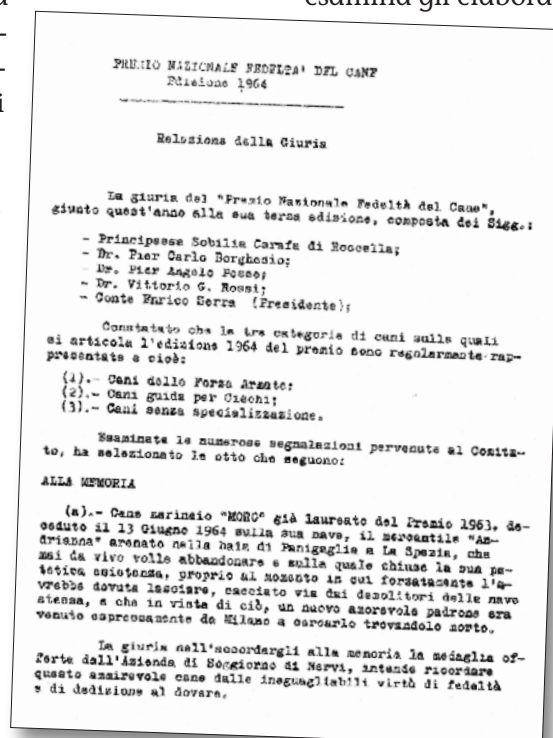 esamina gli elabora
PREMIO NAZIONALE FEDELTA' DEL CANE
Edizione 1964
Relazione della Giuria
La giuria del "Premio Nazionale Fedeltà del Cane",
giunto quest'anno alla sua terza edisione, composta dei Sigg.:
- Principessa Sobilia Carafa di Roccella;
- Dr. Pier Carlo Borghesio;
- Dr. Pier Angelo
- Dr. Vittorio G. Rossi;
- Conte Enrico Serra (Presidente);
Constatato che le tre categorie di cani sulle quali
si articola l'edizione 1964 del premio sono regolarmente rap-
presentate e cioè:
(1).- Cani delle Forze Armate;
(2).- Cani guida per Ciechi;
(3).- Cani senza specializzazione.
Esaminate le numerose segnalazioni pervenute al Comita-
to, ha selezionato le otto che seguono:
ALLA MEMORIA
(a).- Cane marinaio "MORO" già laureato del Premio 1963, de-
ceduto il 13 Giugno 1964 sulla sua nave, il mercantile "An-
drianna" arenato nella baia di Panigaglia a La Spezia, che
mai da vivo volle abbandonare e sulla quale chiuse la sua pa-
tetica esistenza, proprio al momento in cui forzatamente l'a-
vrebbe dovuta lasciare, cacciato via dai demolitori della nave
stessa, e che in vista di ciò, un nuovo amorevole padrone era
venuto espressamente da Milano a cercarlo trovandolo morto.
La giuria nell'accordargli alla memoria la medaglia of-
ferta dall'Azienda di Soggiorno di Nervi, intende ricordare
questo ammirevole cane dalle ineguagliabili virtù di fedeltà
e di dedizione al dovere.